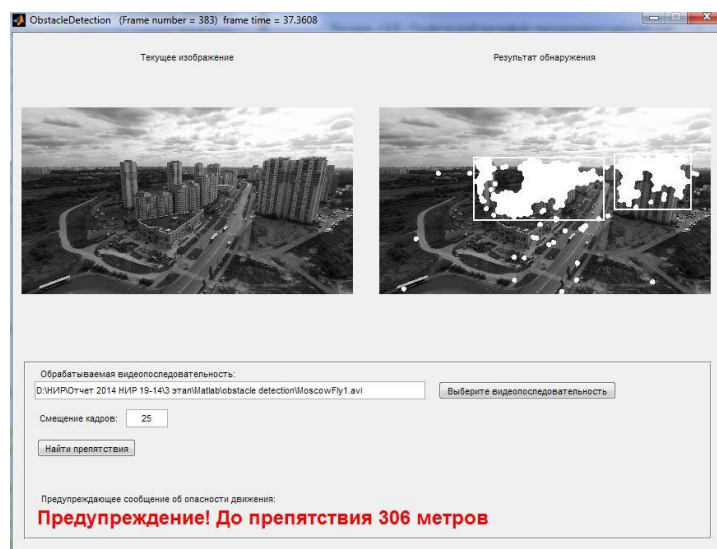 ObstacleDetection (Frame number = 383) frame time = 37.3608
Текущее изображение
Результат обнаружения
Обрабатываемая видеопоследовательность:
D:\НИР\Отчет 2014 НИР 19-14\3 этап\Matlab\obstacle detection\MoscowFly1.avi
Выберите видеопоследовательность
Смещение кадров: 25
Найти препятствия
Предупреждающее сообщение об опасности движения:
Предупреждение! До препятствия 306 метров